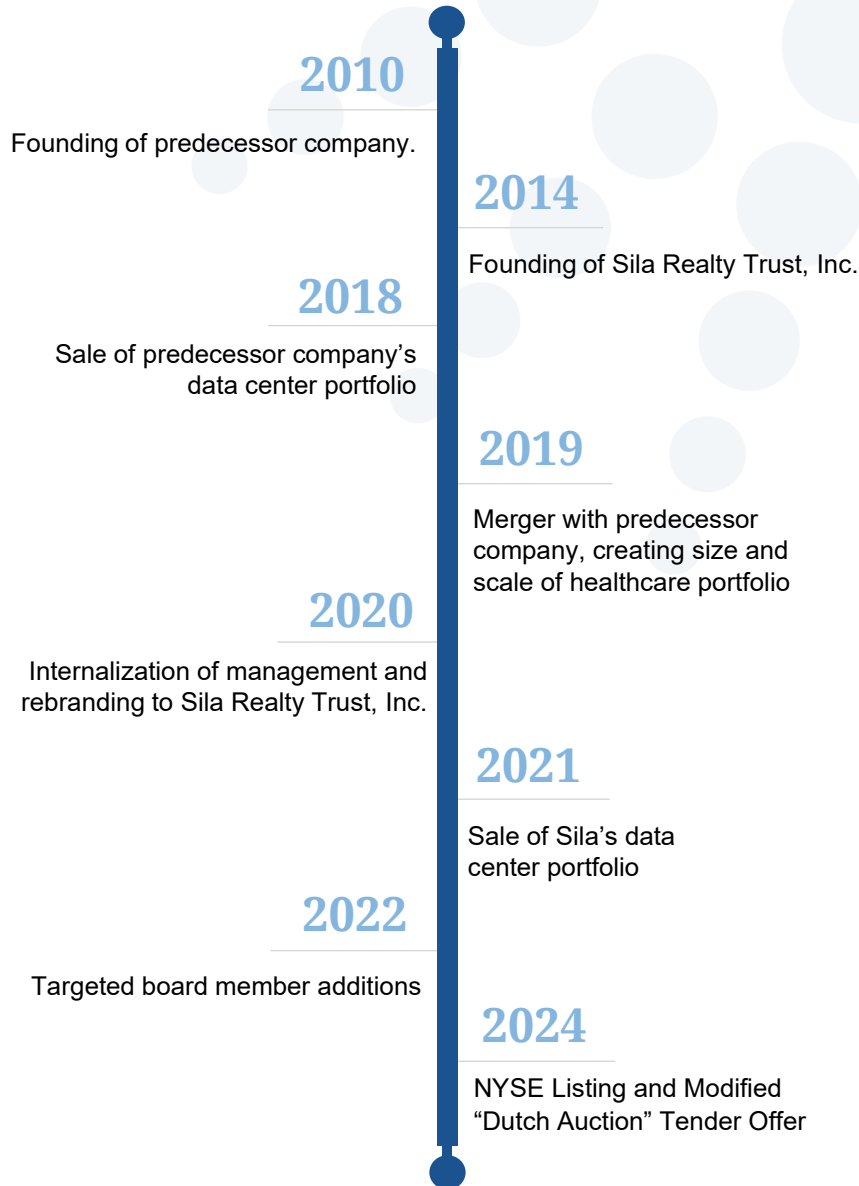 2010
Founding of predecessor company.
2014
Founding of Sila Realty Trust, Inc.
2018
Sale of predecessor company’s
data center portfolio
2019
Merger with predecessor
company, creating size and
scale of healthcare portfolio
2020
Internalization of management and
rebranding to Sila Realty Trust, Inc.
2021
Sale of Sila’s data
center portfolio
2022
Targeted board member additions
2024
NYSE Listing and Modified
“Dutch Auction” Tender Offer